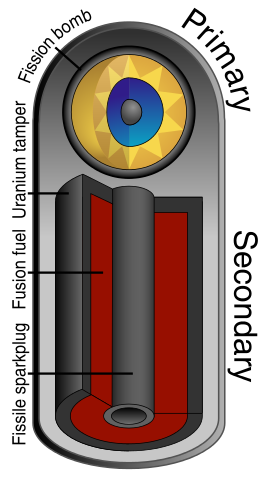 Fission bomb
Primary
Uranium tamper
Fusion fuel
Secondary
Fissile sparkplug